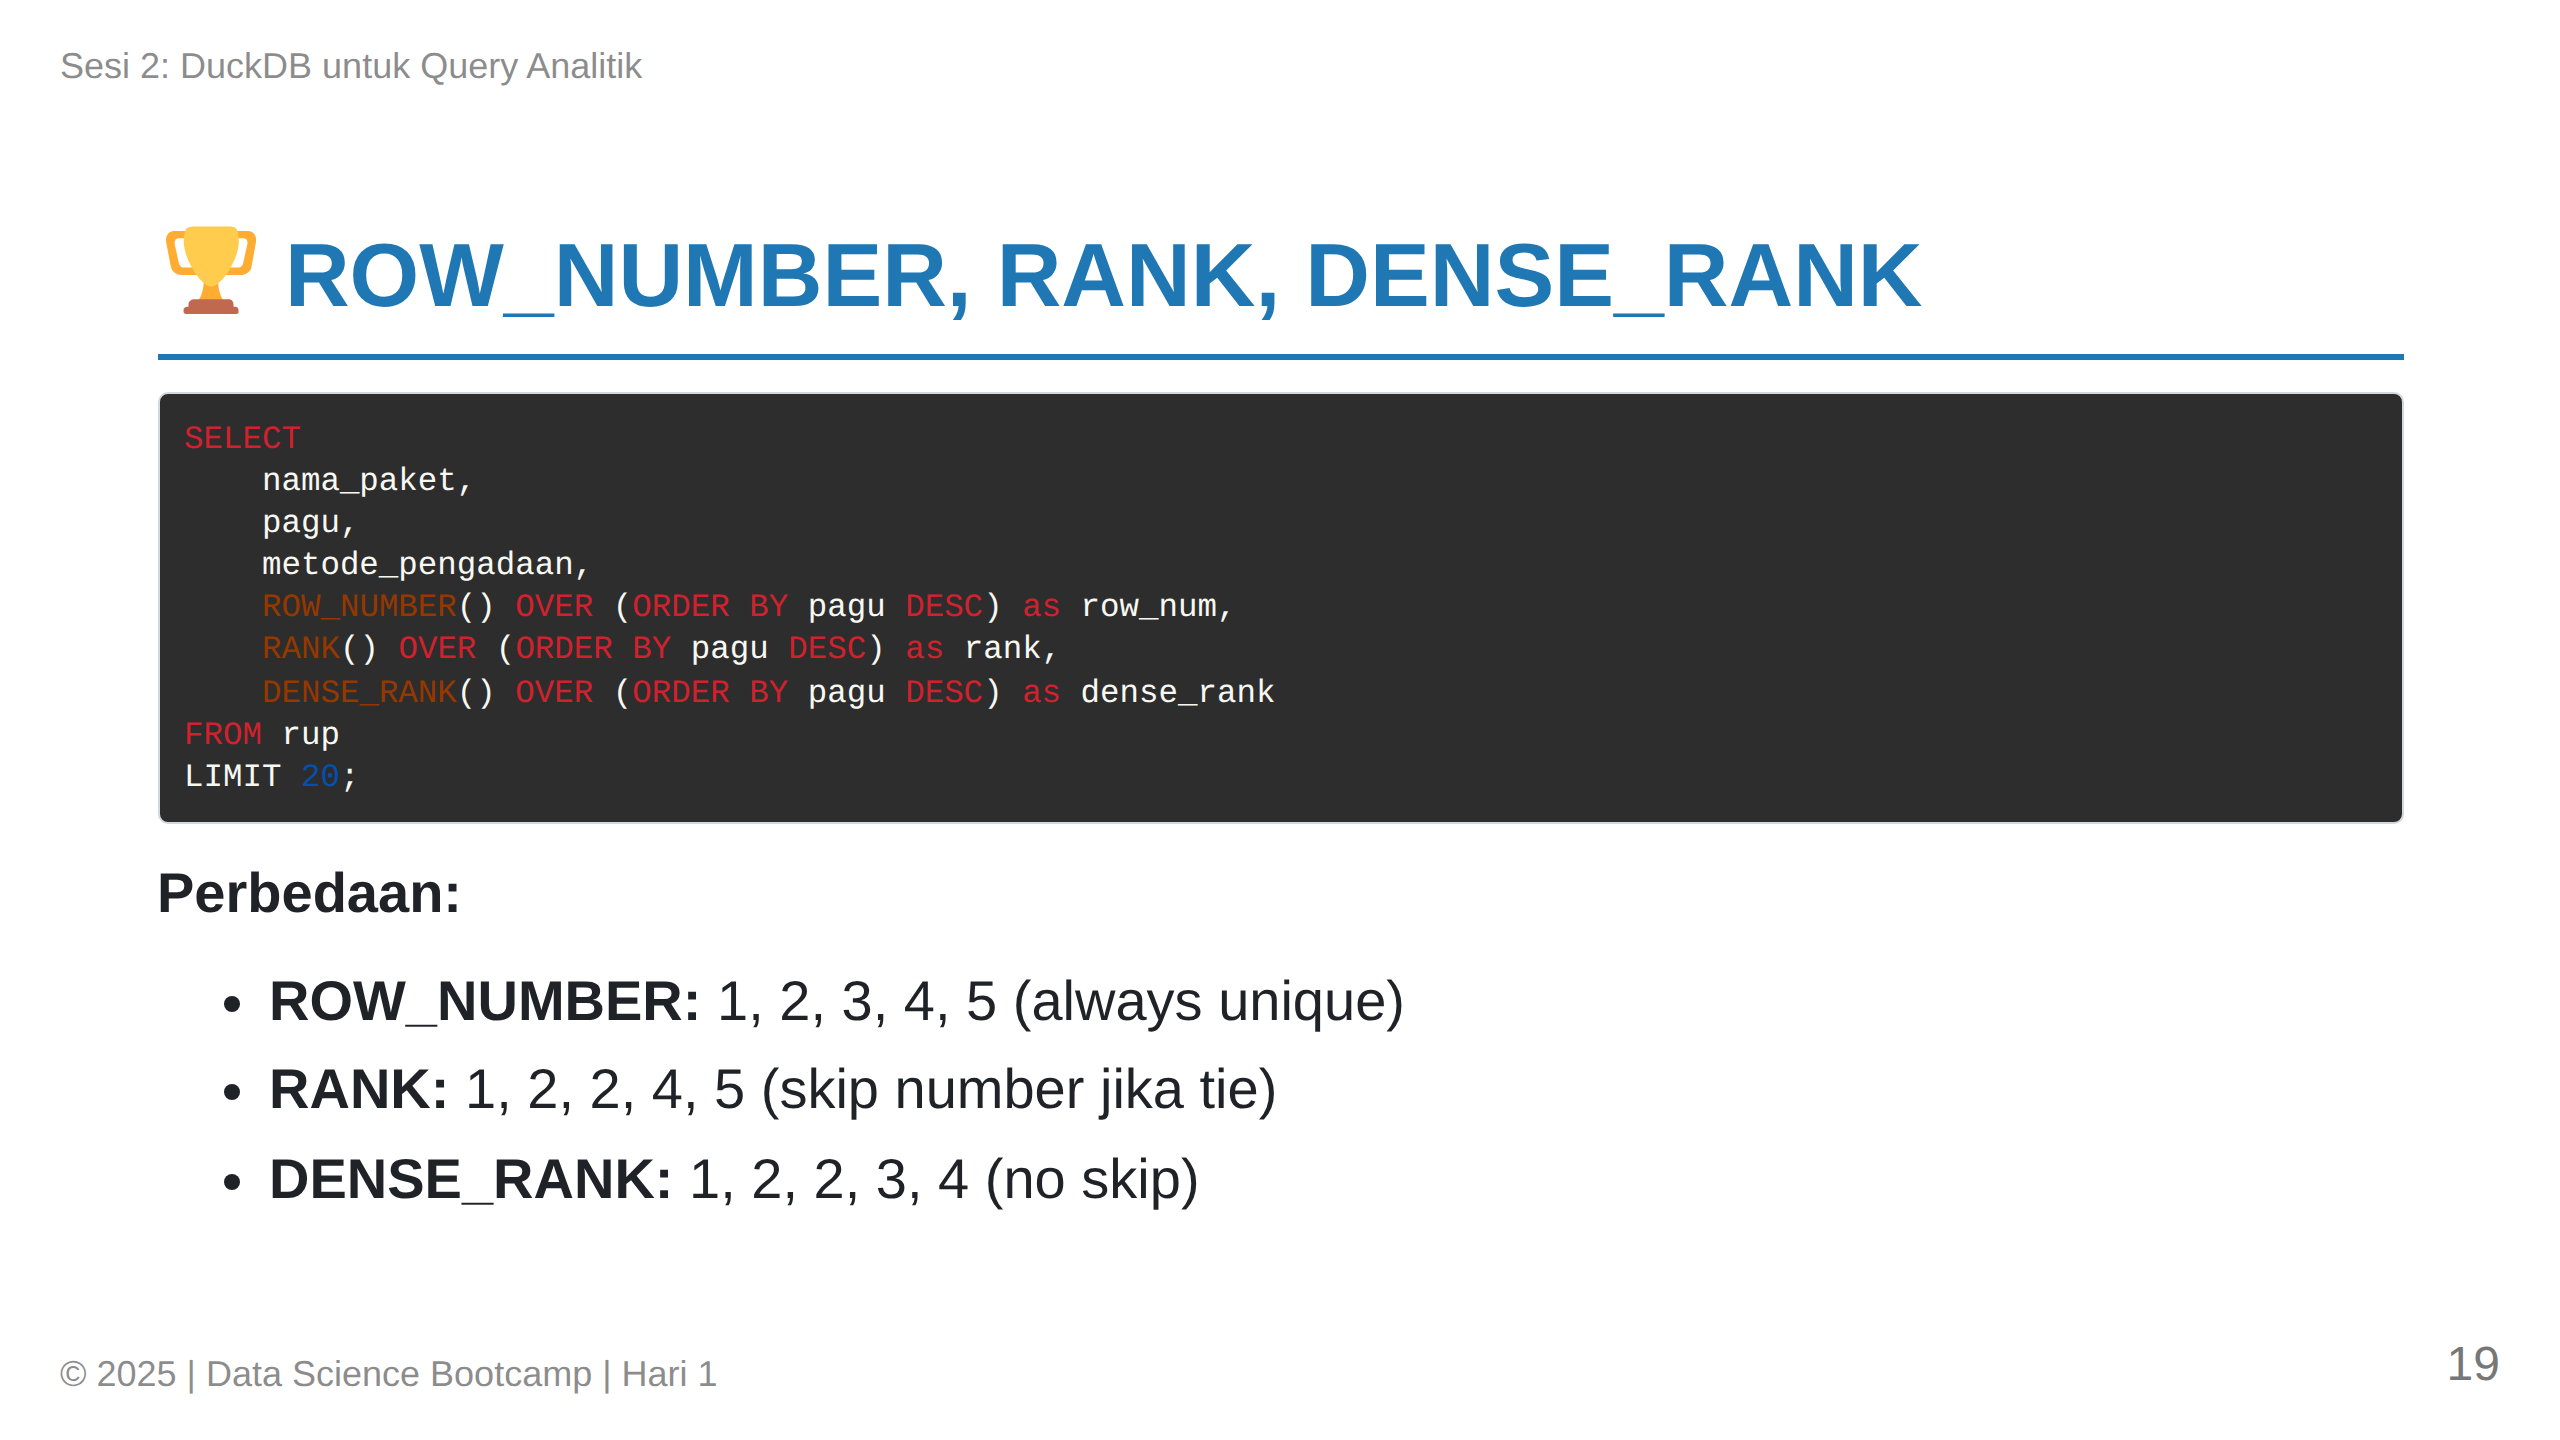 Sesi 2: DuckDB untuk Query Analitik
🏆 ROW_NUMBER, RANK, DENSE_RANK
SELECT
    nama_paket,
    pagu,
    metode_pengadaan,
    ROW_NUMBER() OVER (ORDER BY pagu DESC) as row_num,
    RANK() OVER (ORDER BY pagu DESC) as rank,
    DENSE_RANK() OVER (ORDER BY pagu DESC) as dense_rank
FROM rup
LIMIT 20;
Perbedaan:
• ROW_NUMBER: 1, 2, 3, 4, 5 (always unique)
• RANK: 1, 2, 2, 4, 5 (skip number jika tie)
• DENSE_RANK: 1, 2, 2, 3, 4 (no skip)
© 2025 | Data Science Bootcamp | Hari 1
19